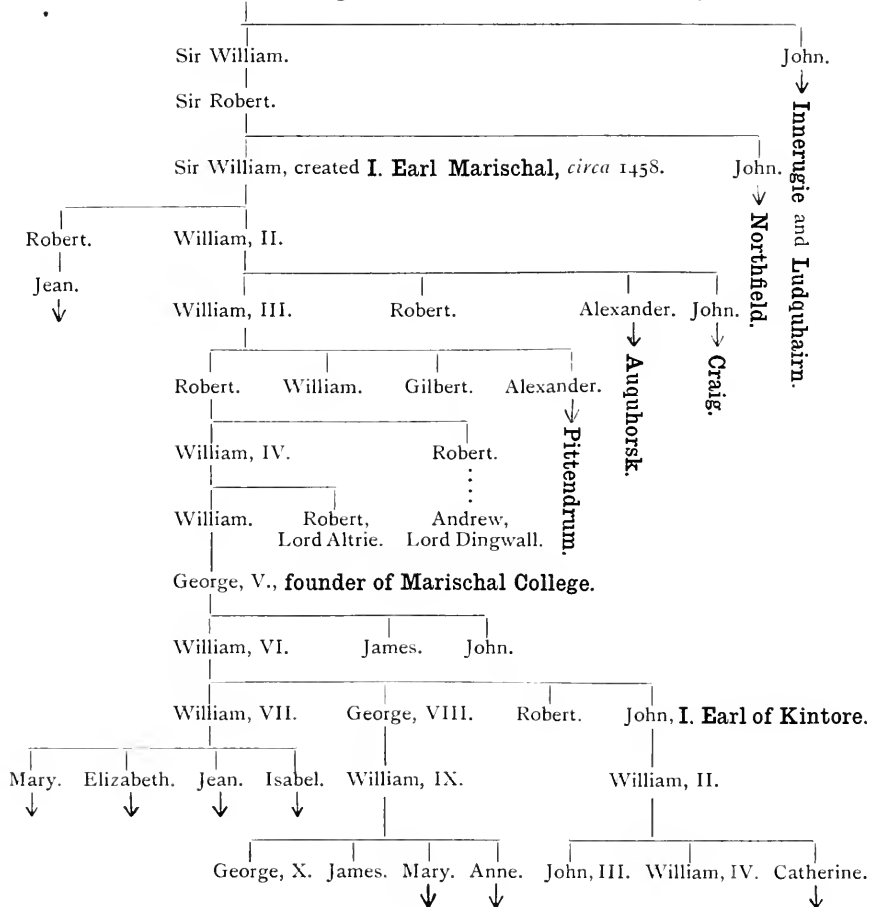 Sir William. John.
Sir Robert.
Sir William, created I. Earl Marischal, circa 1458. John.
Innerugie and Ludquhairn.
Northfield.
Robert. William, II.
Jean.
William, III. Robert. Alexander. John.
Auquhorsk.
Craig.
Robert. William. Gilbert. Alexander.
Pittendrum.
William, IV. Robert.
William. Robert, Andrew,
Lord Altrie. Lord Dingwall.
George, V., founder of Marischal College.
William, VI. James. John.
William, VII. George, VIII. Robert. John, I. Earl of Kintore.
Mary. Elizabeth. Jean. Isabel. William, IX. William, II.
George, X. James. Mary. Anne. John, III. William, IV. Catherine.